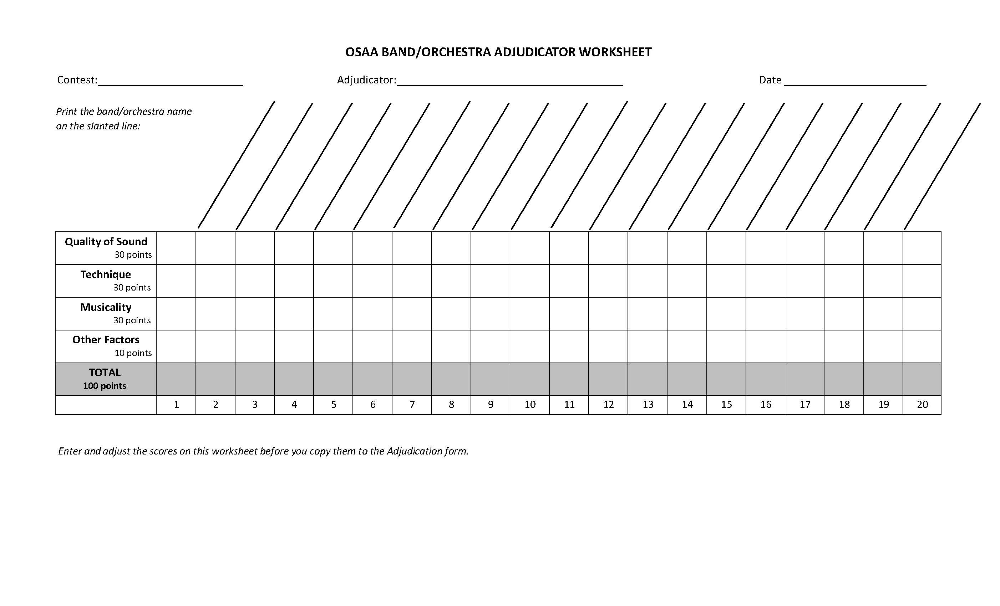 OSAA BAND/ORCHESTRA ADJUDICATOR WORKSHEET
Contest: Adjudicator: Date
Print the band/orchestra name
on the slanted line:
Quality of Sound
30 points
Technique
30 points
Musicality
30 points
Other Factors
10 points
TOTAL
100 points
1 2 3 4 5 6 7 8 9 10 11 12 13 14 15 16 17 18 19 20
Enter and adjust the scores on this worksheet before you copy them to the Adjudication form.